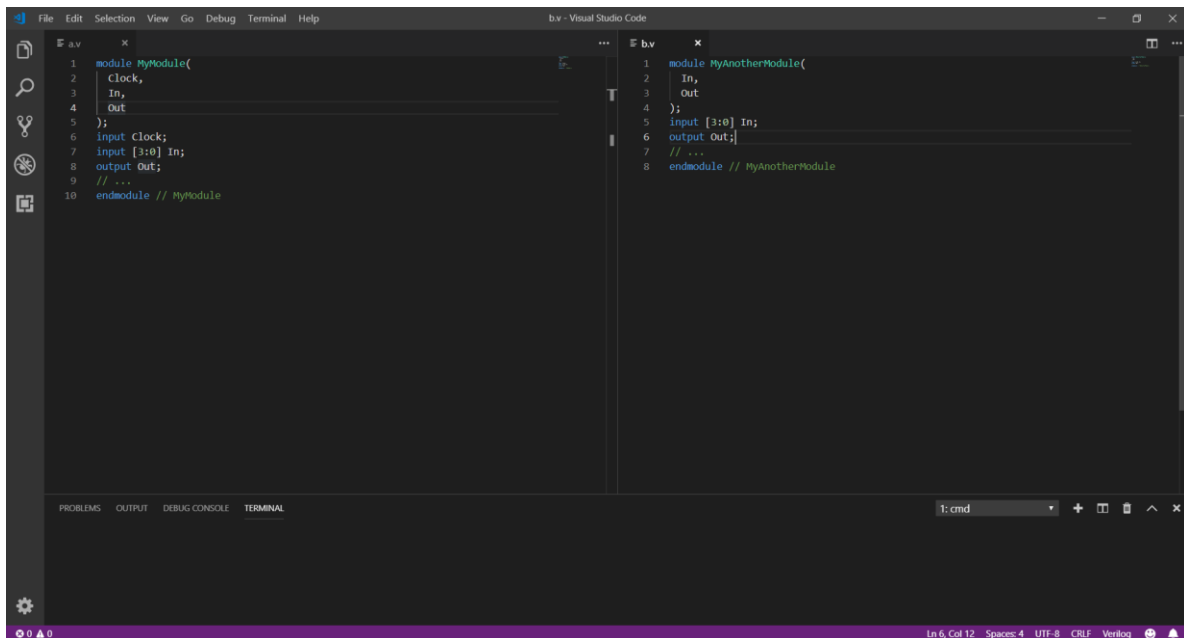 File Edit Selection View Go Debug Terminal Help
b.v - Visual Studio Code
a.v
1 module MyModule(
2 Clock,
3 In,
4 Out
5 );
6 input Clock;
7 input [3:0] In;
8 output Out;
9 // ...
10 endmodule // MyModule
b.v
1 module MyAnotherModule(
2 In,
3 Out
4 );
5 input [3:0] In;
6 output Out;
7 // ...
8 endmodule // MyAnotherModule
PROBLEMS OUTPUT DEBUG CONSOLE TERMINAL
1: cmd
0 0
Ln 6, Col 12 Spaces: 4 UTF-8 CRLF Verilog